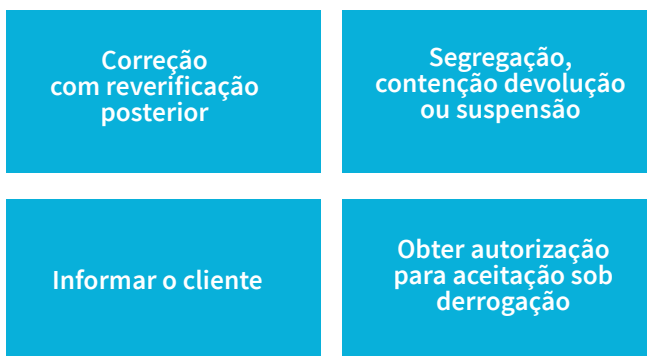 Correção
com reverificação
posterior
Segregação,
contenção devolução
ou suspensão
Informar o cliente
Obter autorização
para aceitação sob
derrogação